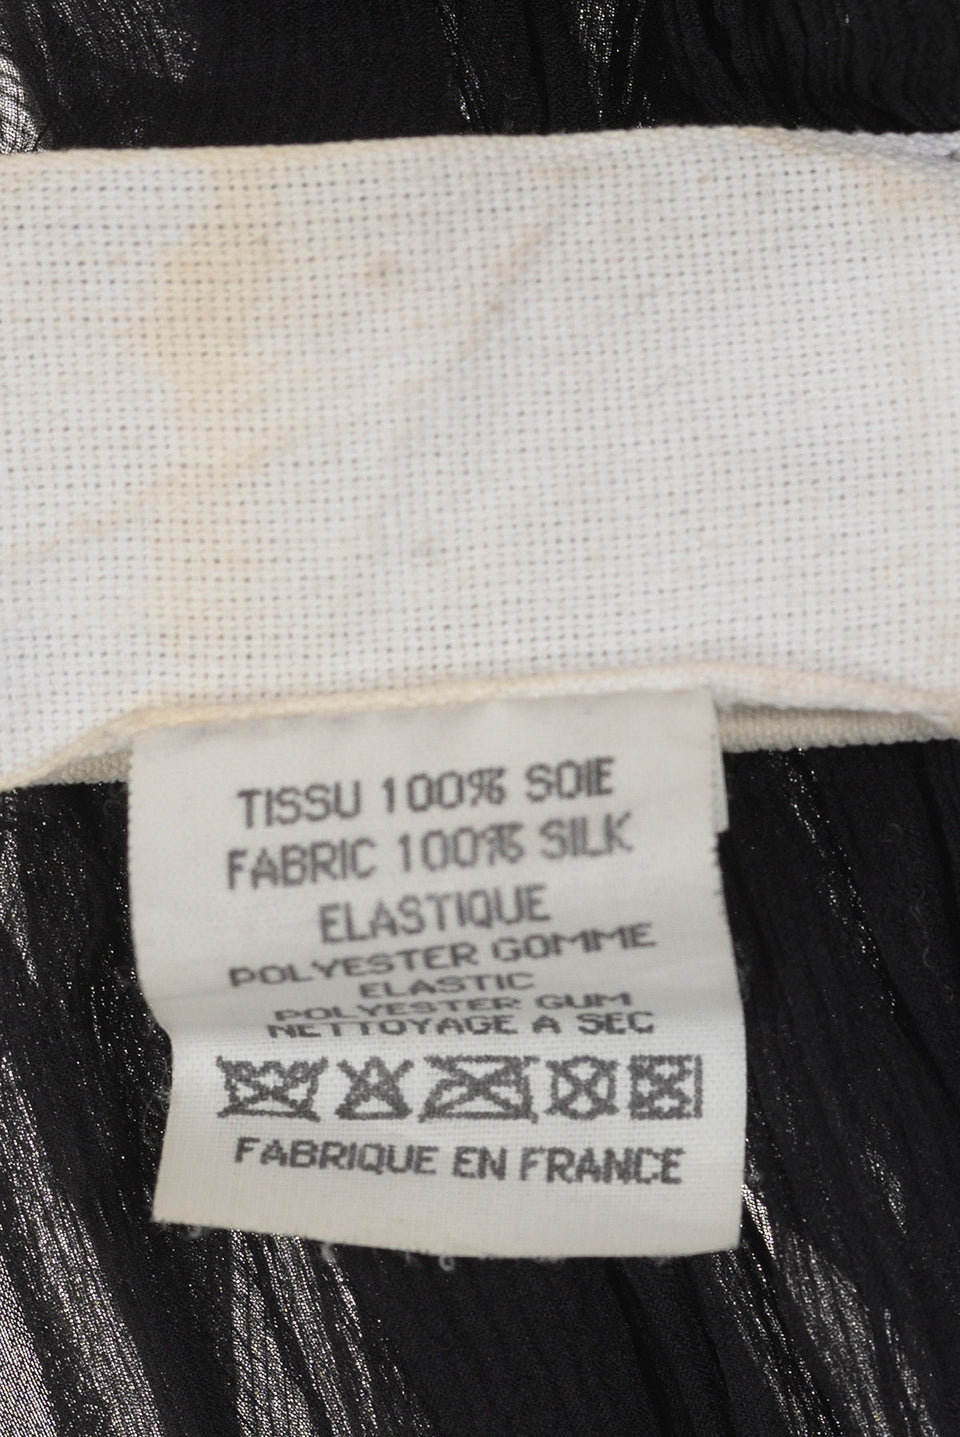 TISSU 100% SOIE
FABRIC 100% SILK
ELASTIQUE
POLYESTER GOMME
ELASTIC
POLYESTER GUM
NETTOYAGE A SEC
FABRIQUE EN FRANCE